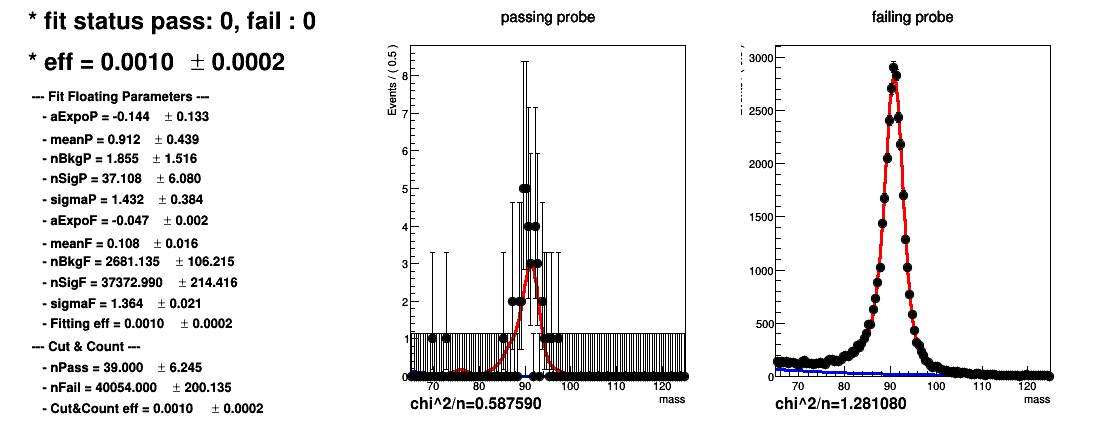 * fit status pass: 0, fail : 0
* eff = 0.0010 ± 0.0002
--- Fit Floating Parameters ---
- aExpoP = -0.144 ± 0.133
- meanP = 0.912 ± 0.439
- nBkgP = 1.855 ± 1.516
- nSigP = 37.108 ± 6.080
- sigmaP = 1.432 ± 0.384
- aExpoF = -0.047 ± 0.002
- meanF = 0.108 ± 0.016
- nBkgF = 2681.135 ± 106.215
- nSigF = 37372.990 ± 214.416
- sigmaF = 1.364 ± 0.021
- Fitting eff = 0.0010 ± 0.0002
--- Cut & Count ---
- nPass = 39.000 ± 6.245
- nFail = 40054.000 ± 200.135
- Cut&Count eff = 0.0010 ± 0.0002
passing probe
Events / ( 0.5 )
8
7
6
5
4
3
2
1
0
70 80 90 100 110 120
mass
chi^2/n=0.587590
failing probe
3000
2500
2000
1500
1000
500
0
70 80 90 100 110 120
mass
chi^2/n=1.281080